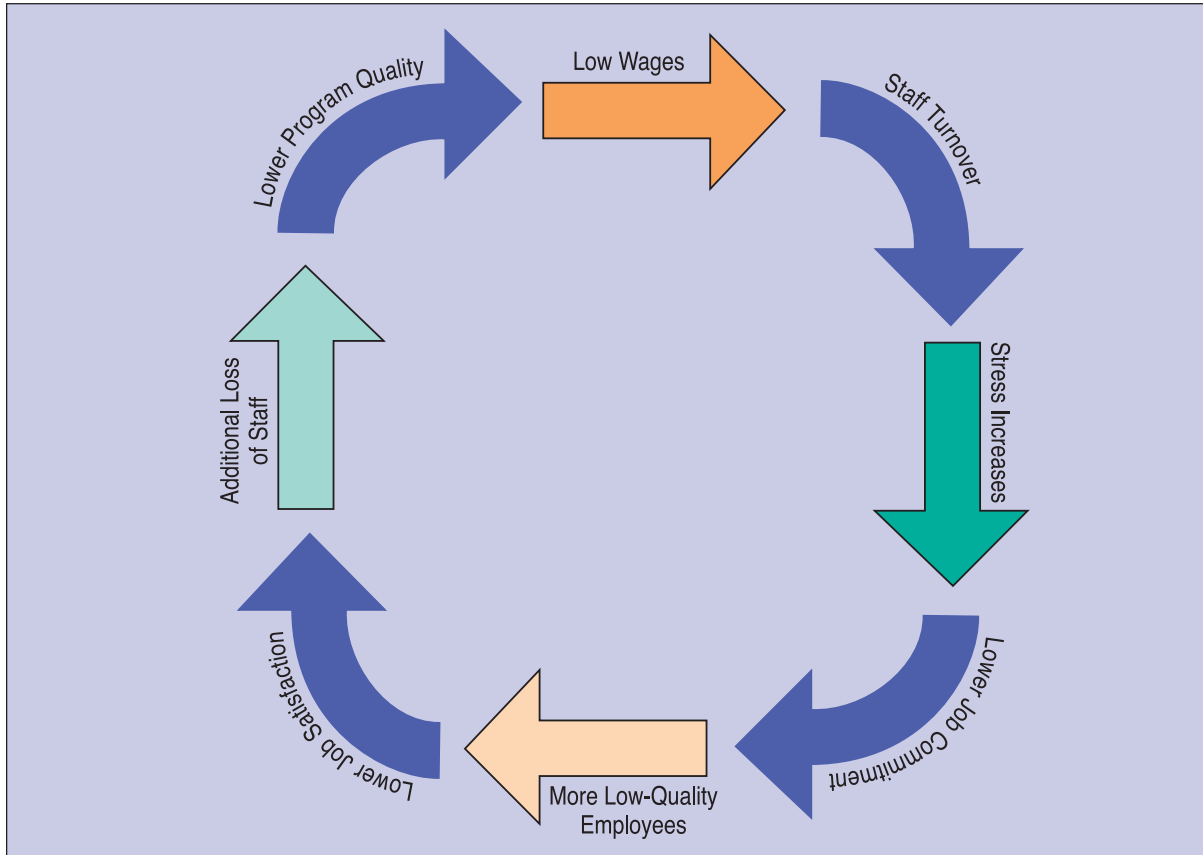 Low Wages
Staff Turnover
Stress Increases
Lower Job Commitment
More Low-Quality
Employees
Lower Job Satisfaction
Additional Loss
of Staff
Lower Program Quality